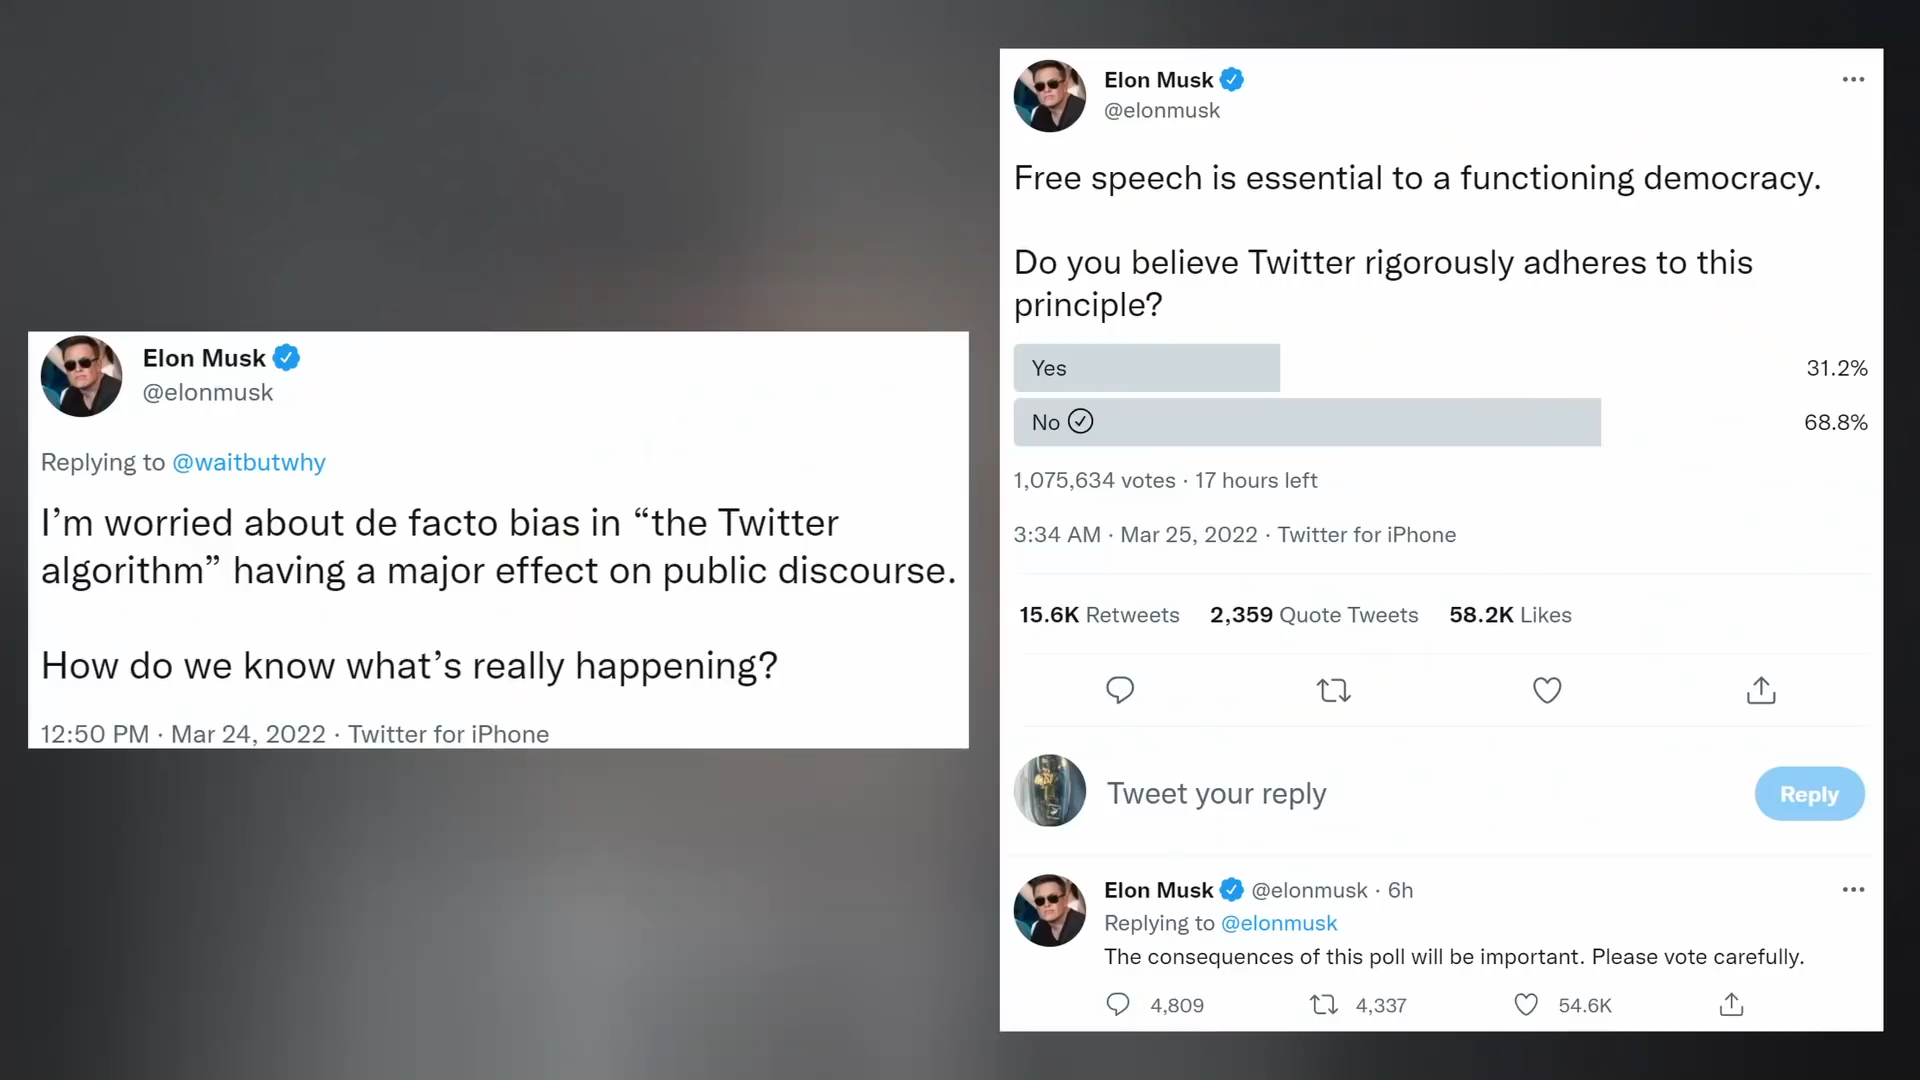 Elon Musk
@elonmusk
Replying to @waitbutwhy
I’m worried about de facto bias in “the Twitter
algorithm” having a major effect on public discourse.
How do we know what’s really happening?
12:50 PM · Mar 24, 2022 · Twitter for iPhone
Elon Musk
@elonmusk
Free speech is essential to a functioning democracy.
Do you believe Twitter rigorously adheres to this
principle?
Yes 31.2%
No 68.8%
1,075,634 votes · 17 hours left
3:34 AM · Mar 25, 2022 · Twitter for iPhone
15.6K Retweets 2,359 Quote Tweets 58.2K Likes
Tweet your reply Reply
Elon Musk @elonmusk · 6h
Replying to @elonmusk
The consequences of this poll will be important. Please vote carefully.
4,809 4,337 54.6K